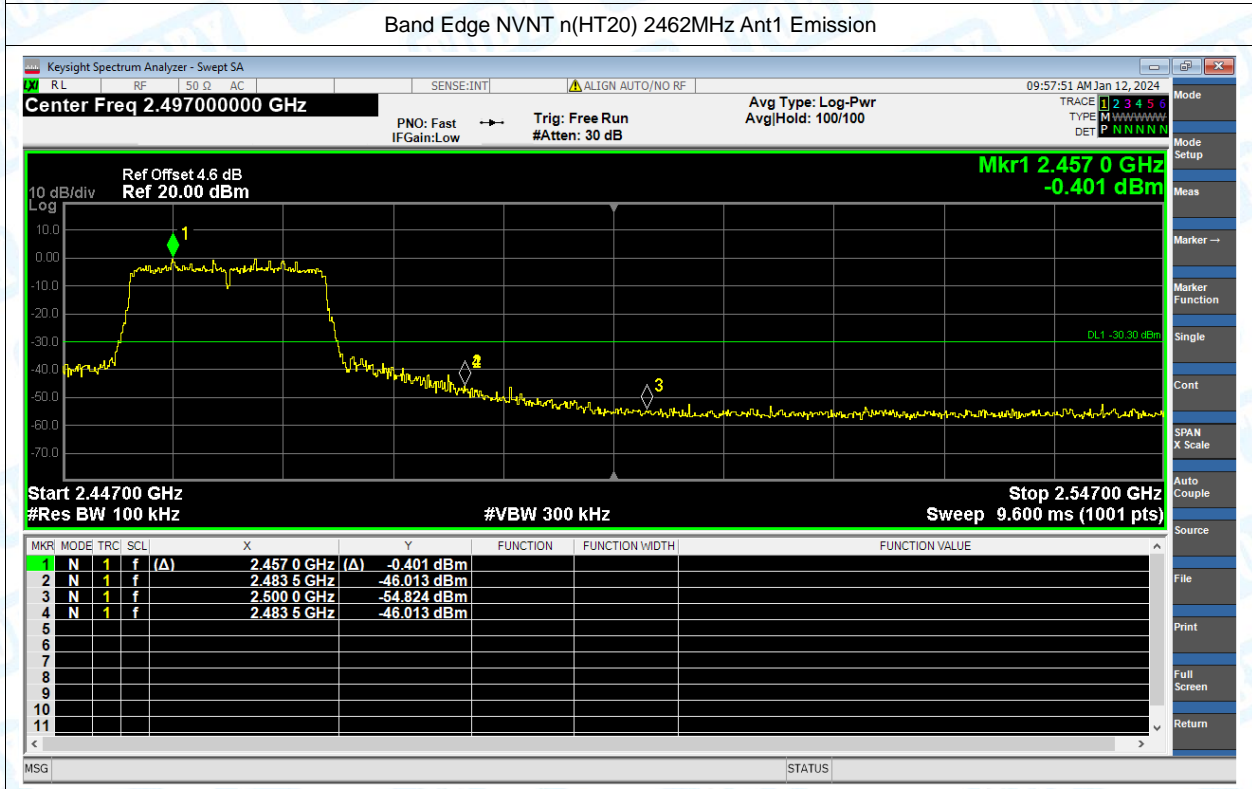 Band Edge NVNT n(HT20) 2462MHz Ant1 Emission
Keysight Spectrum Analyzer - Swept SA
LXI RL RF 50 Ω AC SENSE:INT ALIGN AUTO/NO RF 09:57:51 AM Jan 12, 2024
Center Freq 2.497000000 GHz
PNO: Fast
IFGain:Low
Trig: Free Run
#Atten: 30 dB
Avg Type: Log-Pwr
Avg|Hold: 100/100
TRACE 1 2 3 4 5 6
TYPE M WWWWW
DET P N N N N N
Mkr1 2.457 0 GHz
-0.401 dBm
Ref Offset 4.6 dB
10 dB/div Ref 20.00 dBm
Log
10.0
0.00
-10.0
-20.0
-30.0
-40.0
-50.0
-60.0
-70.0
1
2
3
DL1 -30.30 dBm
Start 2.44700 GHz Stop 2.54700 GHz
#Res BW 100 kHz #VBW 300 kHz Sweep 9.600 ms (1001 pts)
MKR MODE TRC SCL X Y FUNCTION FUNCTION WIDTH FUNCTION VALUE
1 N 1 f (Δ) 2.457 0 GHz (Δ) -0.401 dBm
2 N 1 f 2.483 5 GHz -46.013 dBm
3 N 1 f 2.500 0 GHz -54.824 dBm
4 N 1 f 2.483 5 GHz -46.013 dBm
5
6
7
8
9
10
11
MSG STATUS
Mode
Mode Setup
Meas
Marker →
Marker Function
Single
Cont
SPAN X Scale
Auto Couple
Source
File
Print
Full Screen
Return